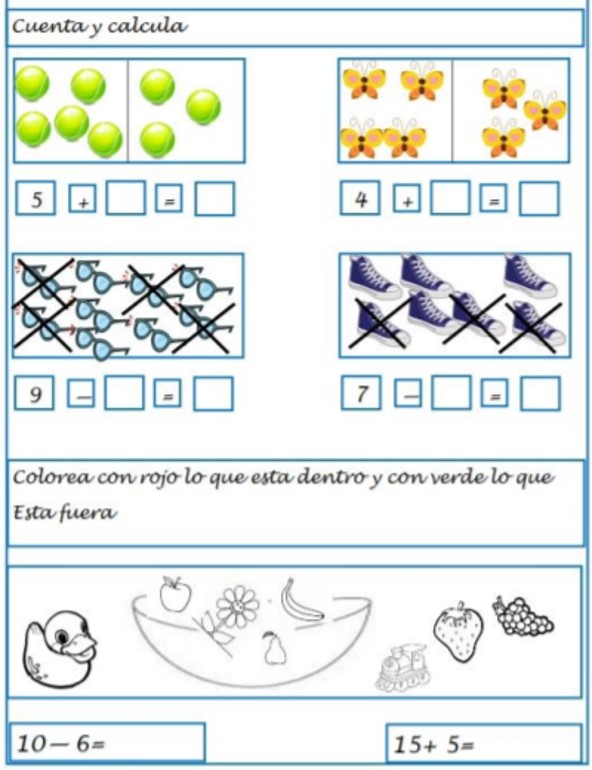 Cuenta y calcula
5 + =
4 + =
9 — =
7 — =
Colorea con rojo lo que esta dentro y con verde lo que
Esta fuera
10— 6=
15+ 5=